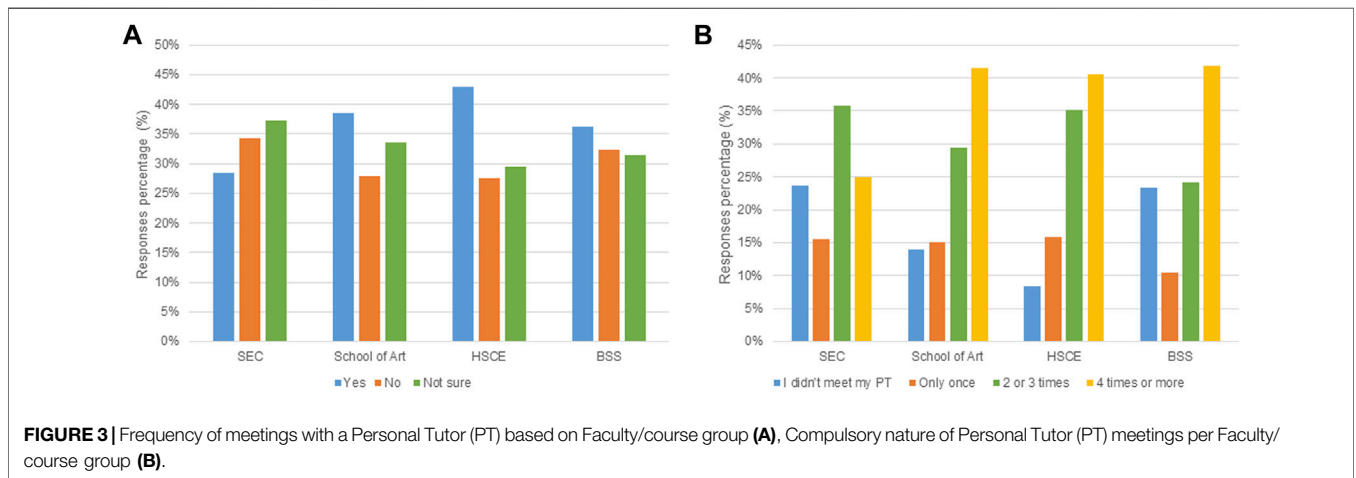 A
50%
45%
40%
35%
30%
25%
20%
15%
10%
5%
0%
Responses percentage (%)
SEC School of Art HSCE BSS
Yes No Not sure
B
45%
40%
35%
30%
25%
20%
15%
10%
5%
0%
Responses percentage (%)
SEC School of Art HSCE BSS
I didn't meet my PT Only once 2 or 3 times 4 times or more
FIGURE 3 | Frequency of meetings with a Personal Tutor (PT) based on Faculty/course group (A), Compulsory nature of Personal Tutor (PT) meetings per Faculty/
course group (B).